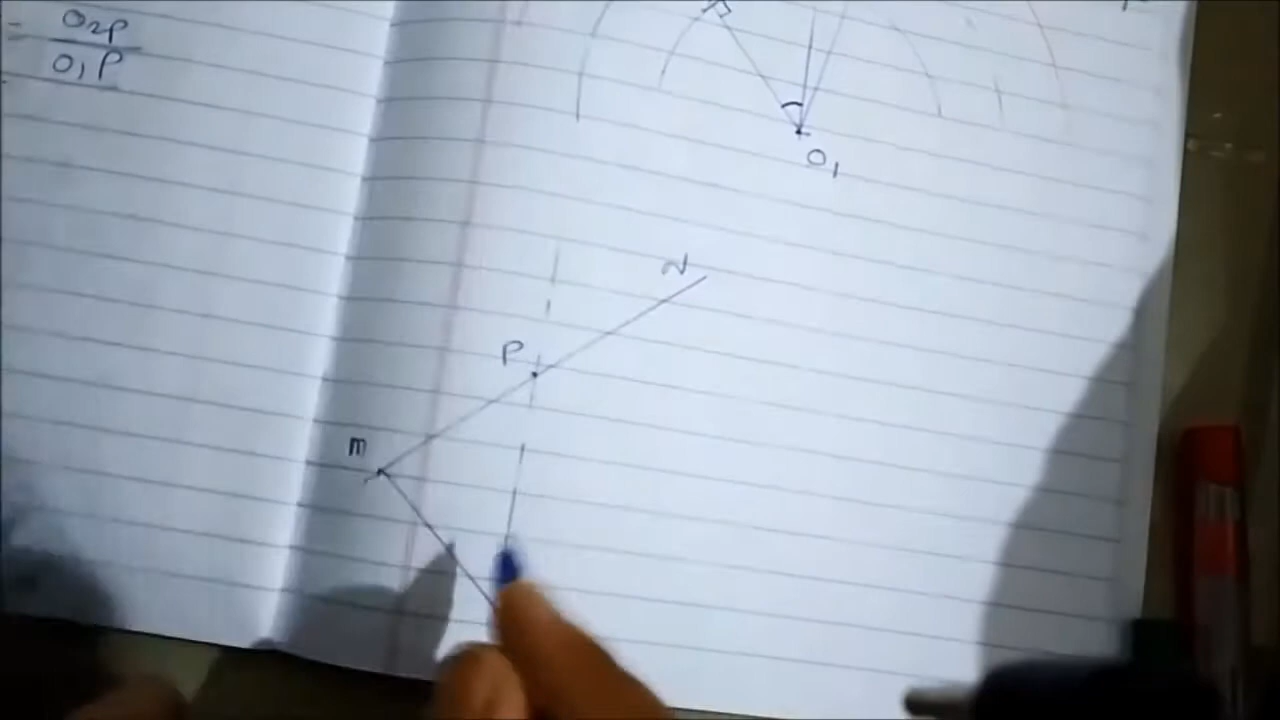 = O₂P / O₁P
O₁
N
P
m